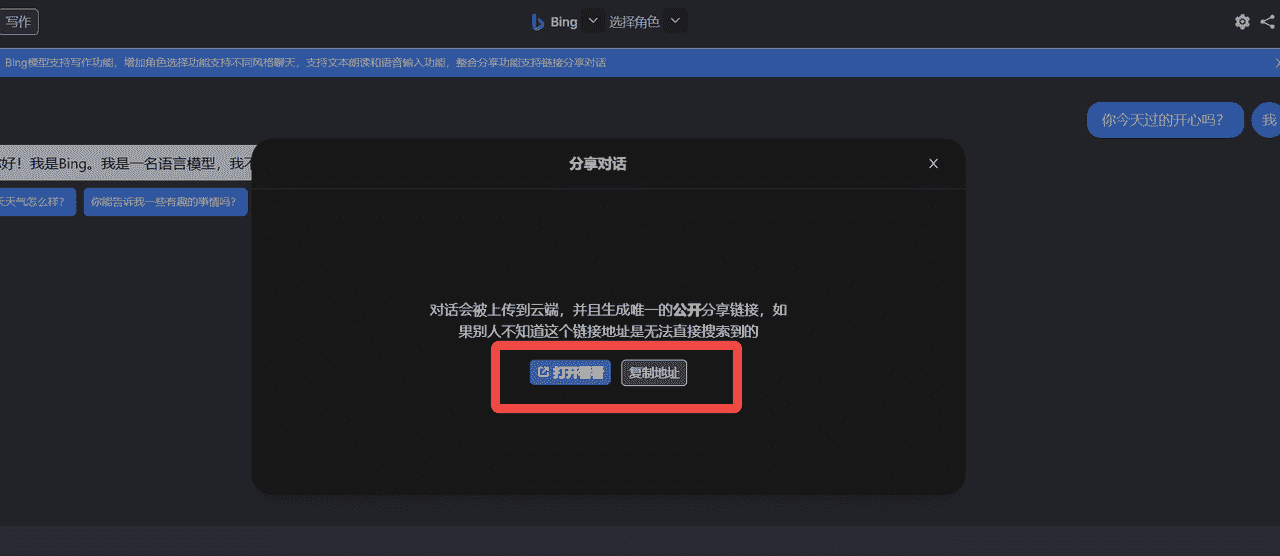 写作
Bing 选择角色
Bing模型支持写作功能，增加角色选择功能支持不同风格聊天，支持文本朗读和语音输入功能，整合分享功能支持链接分享对话
你今天过的开心吗？ 我
好！我是Bing。我是一名语言模型，我不
天气怎么样？ 你能告诉我一些有趣的事情吗？
分享对话
对话会被上传到云端，并且生成唯一的公开分享链接，如
果别人不知道这个链接地址是无法直接搜索到的
打开看看 复制地址